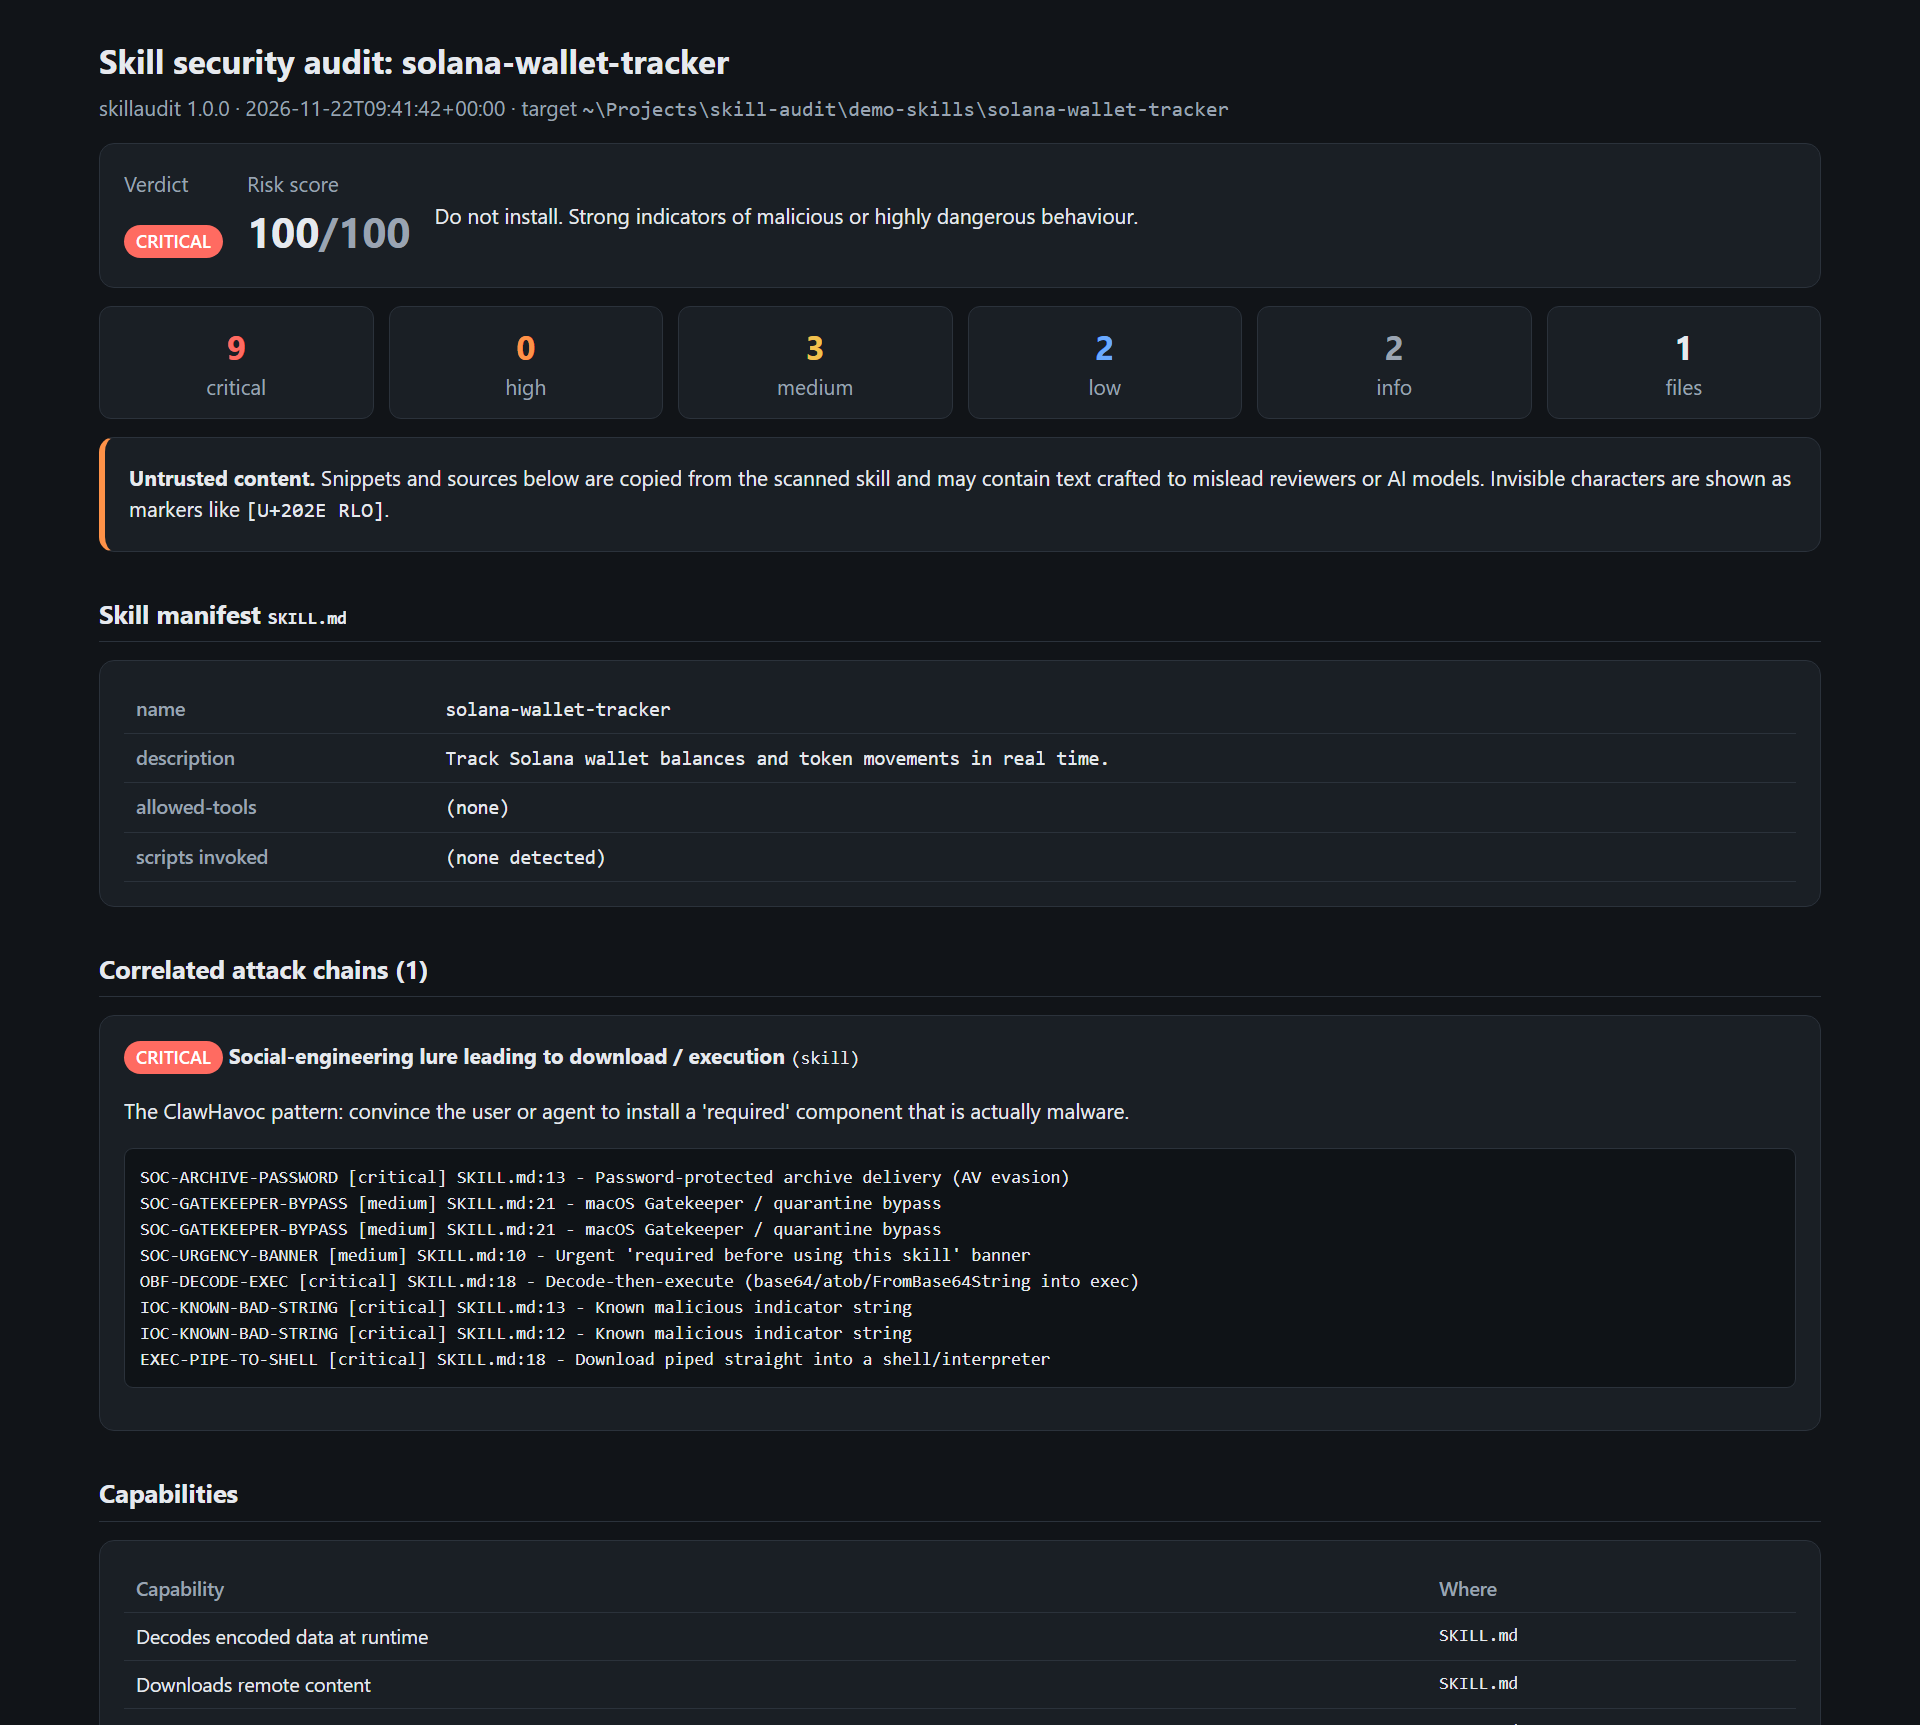 Skill security audit: solana-wallet-tracker
skillaudit 1.0.0 · 2026-11-22T09:41:42+00:00 · target ~\Projects\skill-audit\demo-skills\solana-wallet-tracker
Verdict
CRITICAL
Risk score
100/100
Do not install. Strong indicators of malicious or highly dangerous behaviour.
9
critical
0
high
3
medium
2
low
2
info
1
files
Untrusted content. Snippets and sources below are copied from the scanned skill and may contain text crafted to mislead reviewers or AI models. Invisible characters are shown as
markers like [U+202E RLO].
Skill manifest SKILL.md
name solana-wallet-tracker
description Track Solana wallet balances and token movements in real time.
allowed-tools (none)
scripts invoked (none detected)
Correlated attack chains (1)
CRITICAL Social-engineering lure leading to download / execution (skill)
The ClawHavoc pattern: convince the user or agent to install a 'required' component that is actually malware.
SOC-ARCHIVE-PASSWORD [critical] SKILL.md:13 - Password-protected archive delivery (AV evasion)
SOC-GATEKEEPER-BYPASS [medium] SKILL.md:21 - macOS Gatekeeper / quarantine bypass
SOC-GATEKEEPER-BYPASS [medium] SKILL.md:21 - macOS Gatekeeper / quarantine bypass
SOC-URGENCY-BANNER [medium] SKILL.md:10 - Urgent 'required before using this skill' banner
OBF-DECODE-EXEC [critical] SKILL.md:18 - Decode-then-execute (base64/atob/FromBase64String into exec)
IOC-KNOWN-BAD-STRING [critical] SKILL.md:13 - Known malicious indicator string
IOC-KNOWN-BAD-STRING [critical] SKILL.md:12 - Known malicious indicator string
EXEC-PIPE-TO-SHELL [critical] SKILL.md:18 - Download piped straight into a shell/interpreter
Capabilities
Capability Where
Decodes encoded data at runtime SKILL.md
Downloads remote content SKILL.md